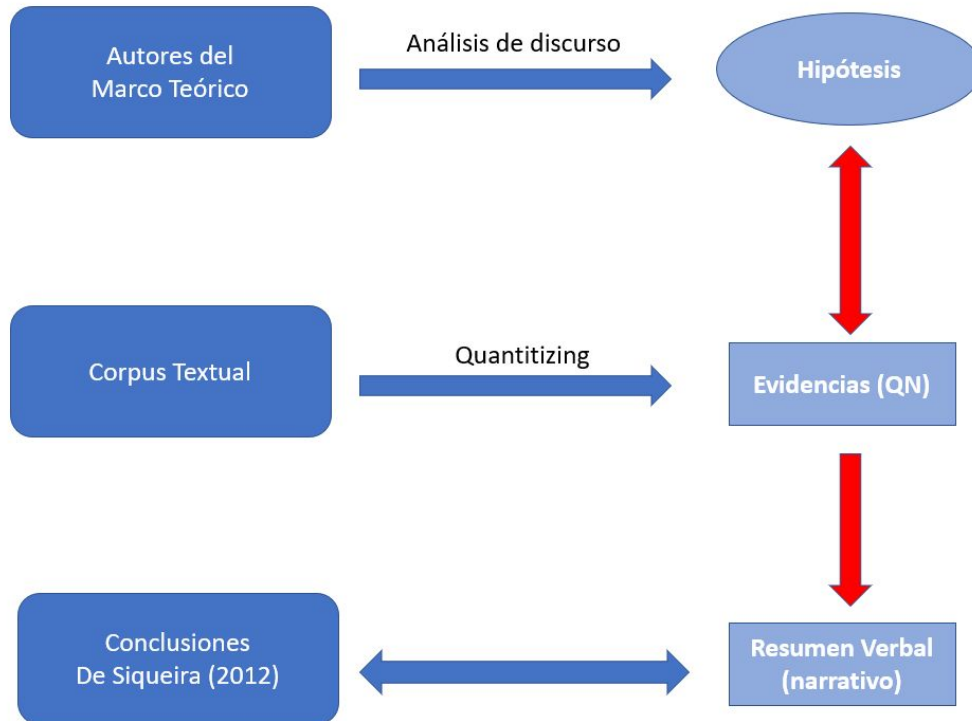 Autores del
Marco Teórico
Análisis de discurso
Hipótesis
Corpus Textual
Quantitizing
Evidencias (QN)
Conclusiones
De Siqueira (2012)
Resumen Verbal
(narrativo)